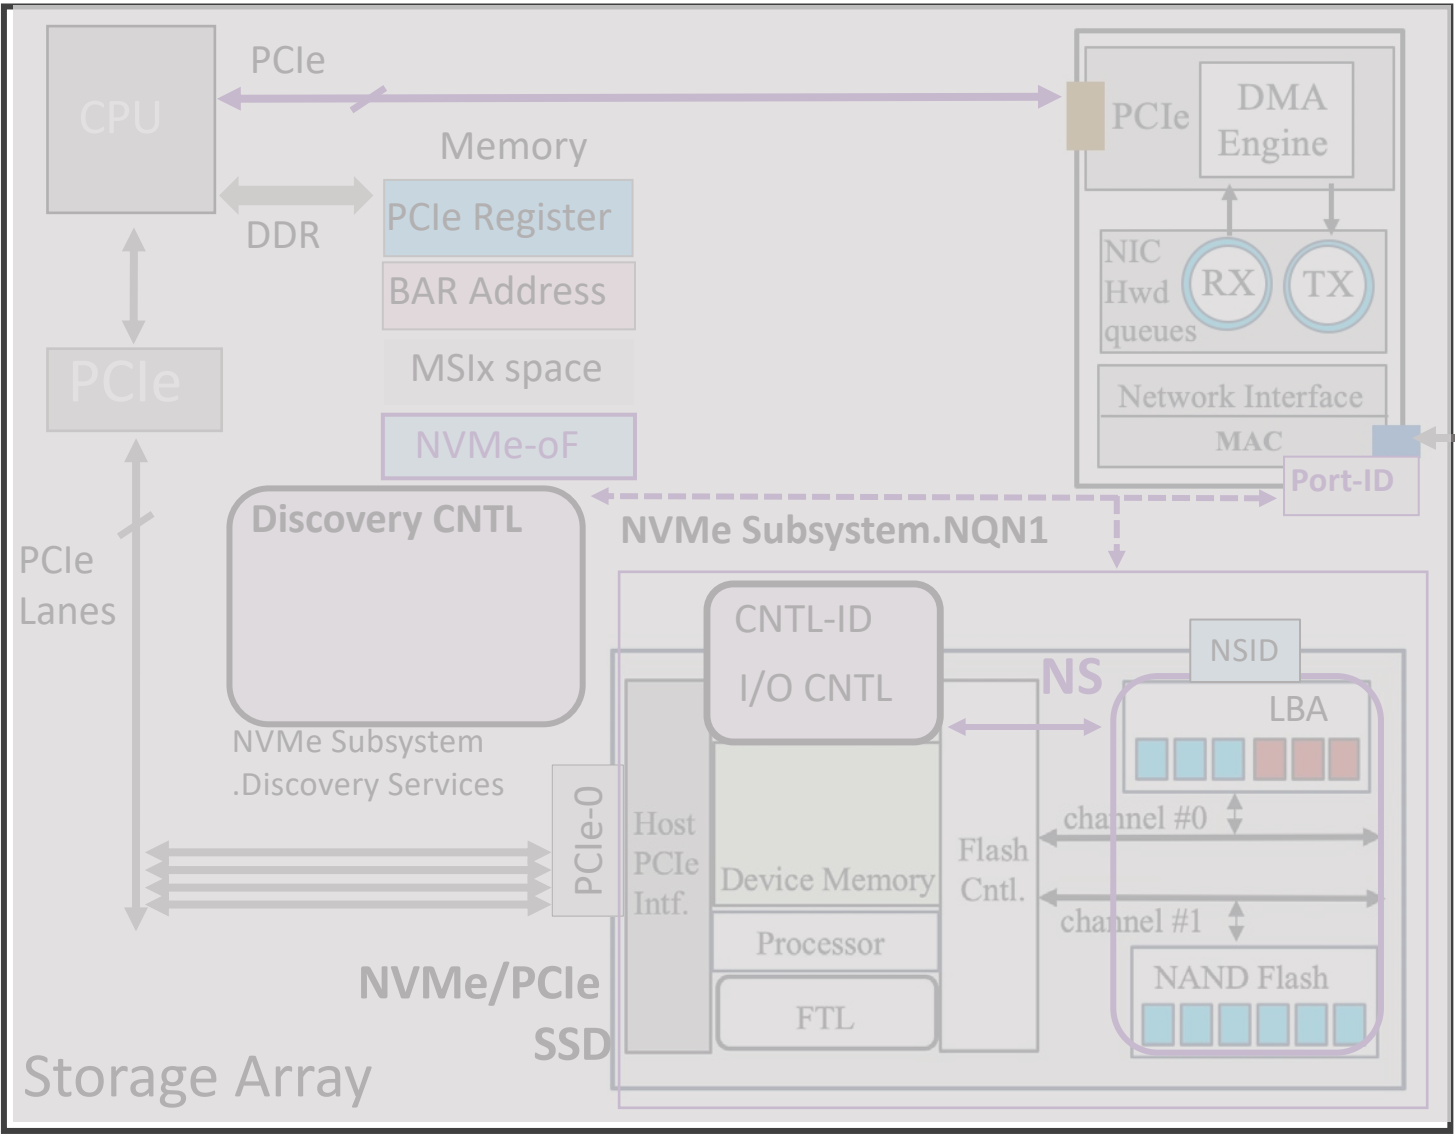 CPU
PCIe
Memory
PCIe Register
DDR
BAR Address
MSIx space
NVMe-oF
PCIe
PCIe
Lanes
PCIe
DMA
Engine
NIC
Hwd
queues
RX
TX
Network Interface
MAC
Port-ID
Discovery CNTL
NVMe Subsystem
.Discovery Services
NVMe Subsystem.NQN1
CNTL-ID
I/O CNTL
NS
NSID
LBA
PCIe-0
Host
PCIe
Intf.
Device Memory
Processor
FTL
Flash
Cntl.
channel #0
channel #1
NAND Flash
NVMe/PCIe
SSD
Storage Array